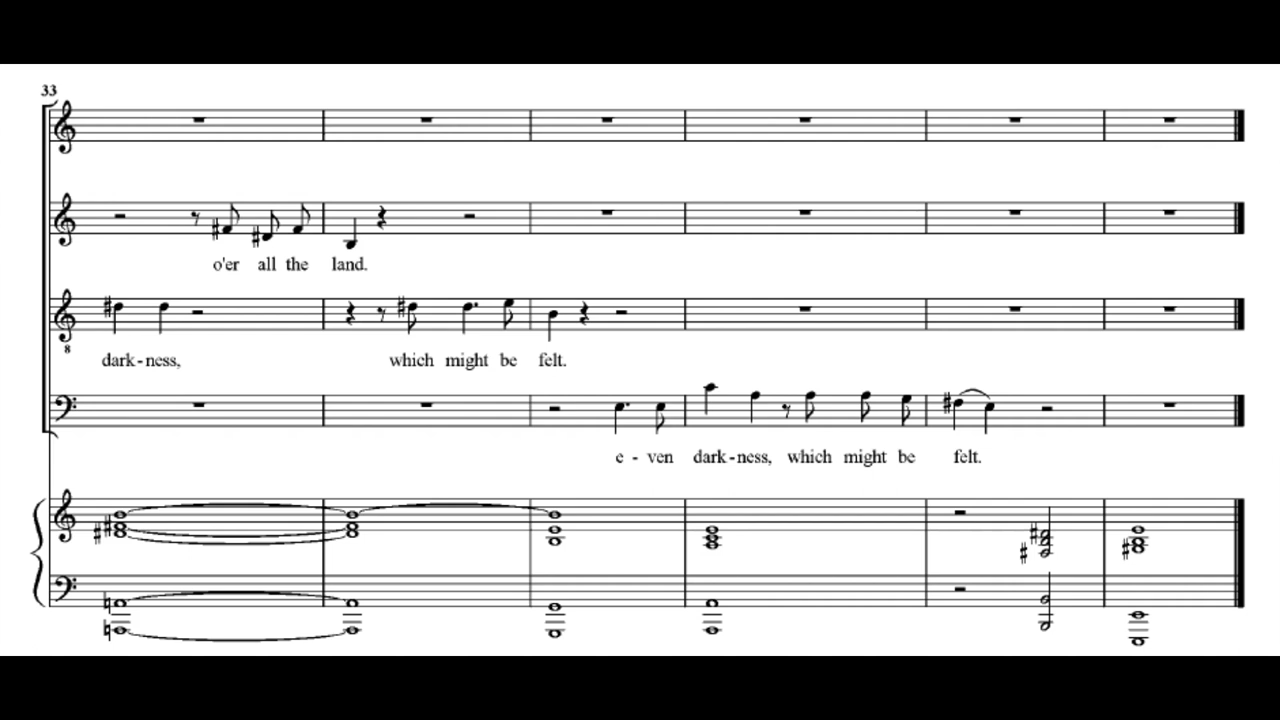 33
o'er all the land.
8
dark-ness, which might be felt.
e - ven dark-ness, which might be felt.